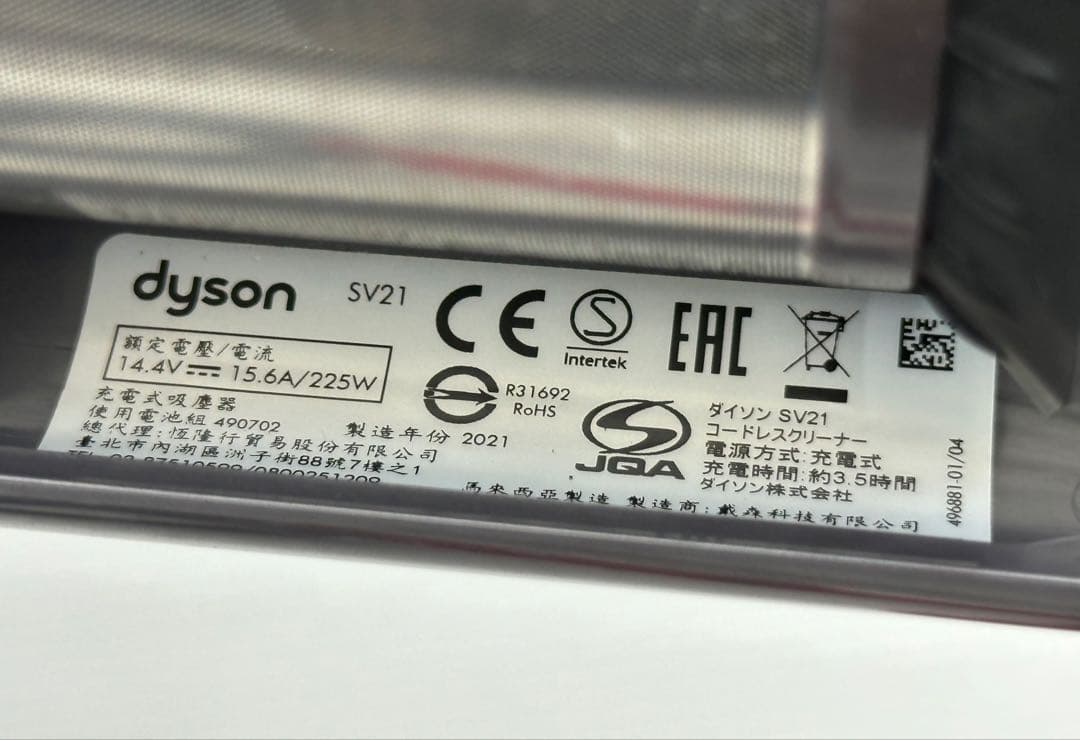 dyson SV21
CE
S
Intertek
EAC
額定電壓/電流
14.4V 15.6A/225W
R31692
RoHS
充電式吸塵器
使用電池組 490702 製造年份 2021
總代理:恆隆行貿易股份有限公司
臺北市內湖區洲子街88號7樓之1
TEL:02-87510599/0800251209
JQA
ダイソン SV21
コードレスクリーナー
電源方式:充電式
充電時間:約3.5時間
ダイソン株式会社
馬來西亞製造 製造商:戴森科技有限公司
496881-01/04